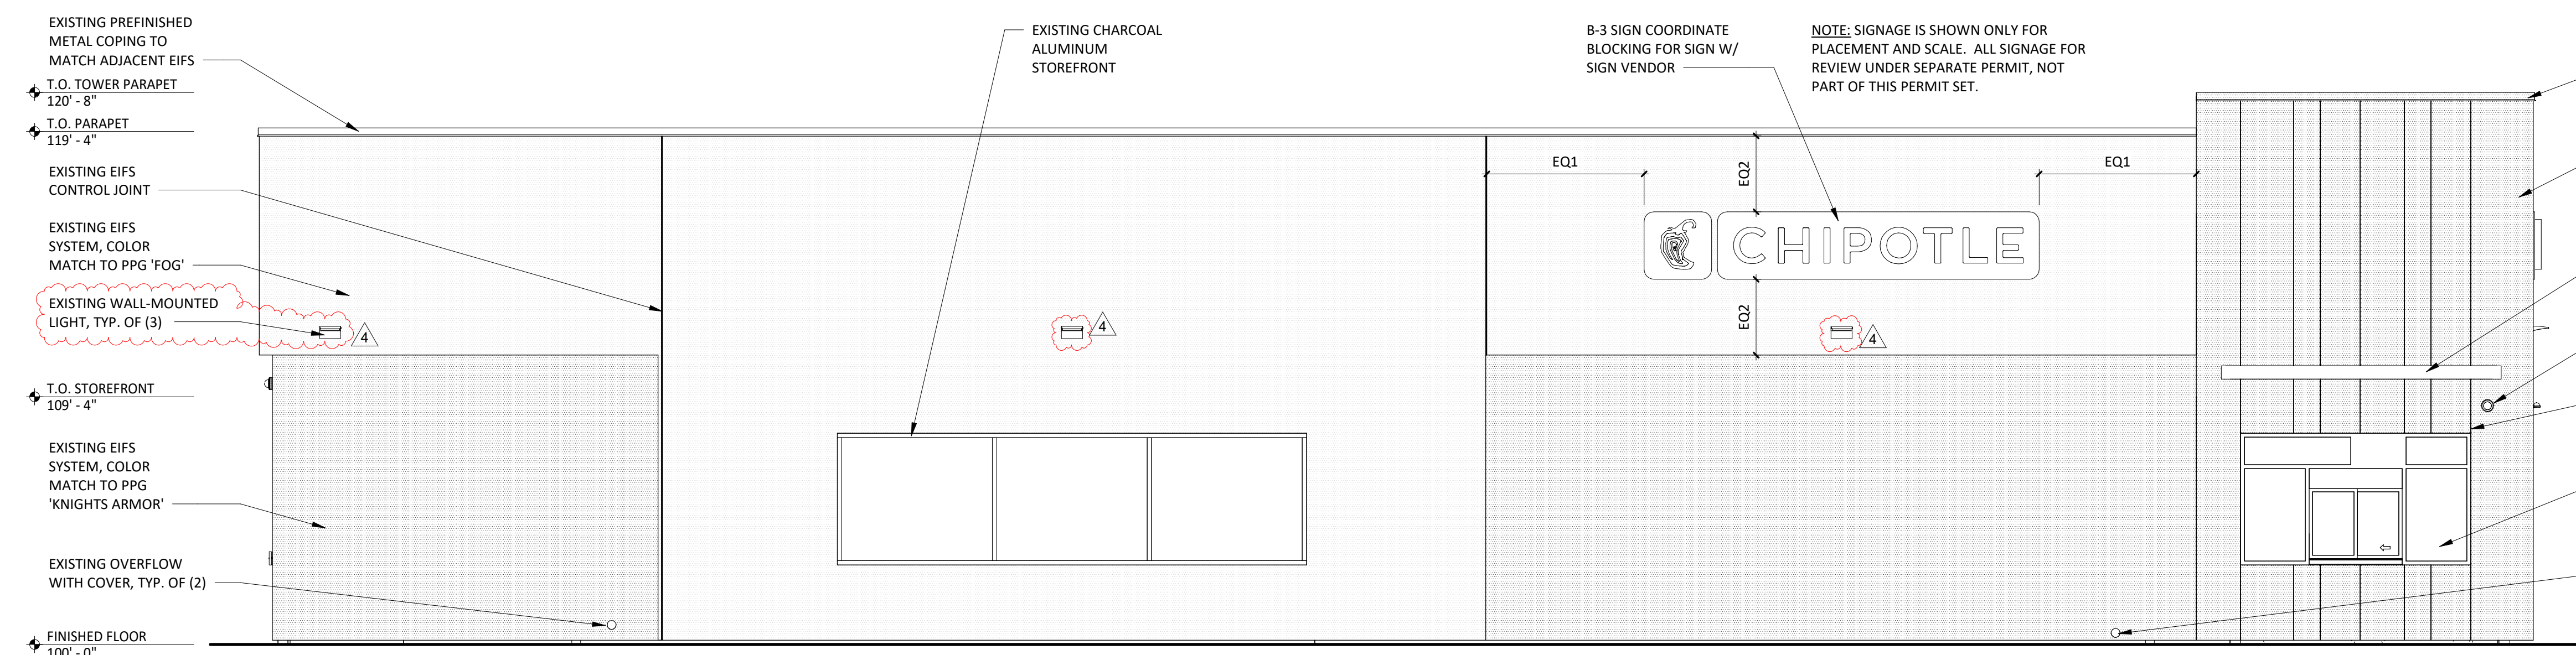 EXISTING PREFINISHED
METAL COPING TO
MATCH ADJACENT EIFS
T.O. TOWER PARAPET
120' - 8"
T.O. PARAPET
119' - 4"
EXISTING EIFS
CONTROL JOINT
EXISTING EIFS
SYSTEM, COLOR
MATCH TO PPG 'FOG'
EXISTING WALL-MOUNTED
LIGHT, TYP. OF (3)
4
T.O. STOREFRONT
109' - 4"
EXISTING EIFS
SYSTEM, COLOR
MATCH TO PPG
'KNIGHTS ARMOR'
EXISTING OVERFLOW
WITH COVER, TYP. OF (2)
FINISHED FLOOR
100' - 0"
EXISTING CHARCOAL
ALUMINUM
STOREFRONT
4
B-3 SIGN COORDINATE
BLOCKING FOR SIGN W/
SIGN VENDOR
NOTE: SIGNAGE IS SHOWN ONLY FOR
PLACEMENT AND SCALE. ALL SIGNAGE FOR
REVIEW UNDER SEPARATE PERMIT, NOT
PART OF THIS PERMIT SET.
EQ1
EQ2
EQ1
CHIPOTLE
EQ2
4